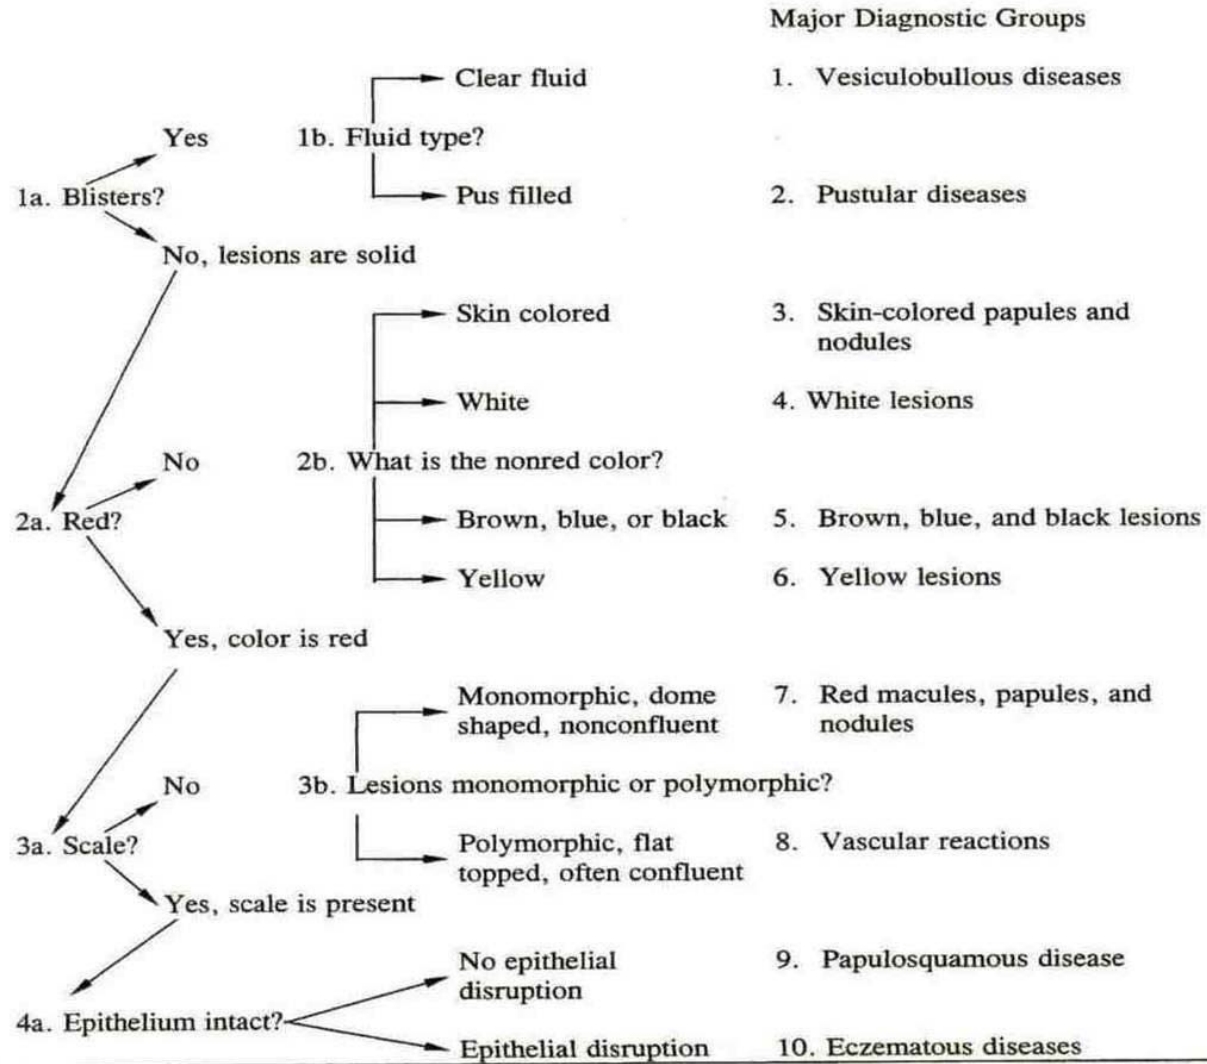 Major Diagnostic Groups
Clear fluid 1. Vesiculobullous diseases
Yes 1b. Fluid type?
1a. Blisters?
Pus filled 2. Pustular diseases
No, lesions are solid
Skin colored 3. Skin-colored papules and
nodules
White 4. White lesions
No 2b. What is the nonred color?
2a. Red?
Brown, blue, or black 5. Brown, blue, and black lesions
Yellow 6. Yellow lesions
Yes, color is red
Monomorphic, dome 7. Red macules, papules, and
shaped, nonconfluent nodules
No 3b. Lesions monomorphic or polymorphic?
3a. Scale?
Polymorphic, flat 8. Vascular reactions
topped, often confluent
Yes, scale is present
No epithelial 9. Papulosquamous disease
disruption
4a. Epithelium intact?
Epithelial disruption 10. Eczematous diseases